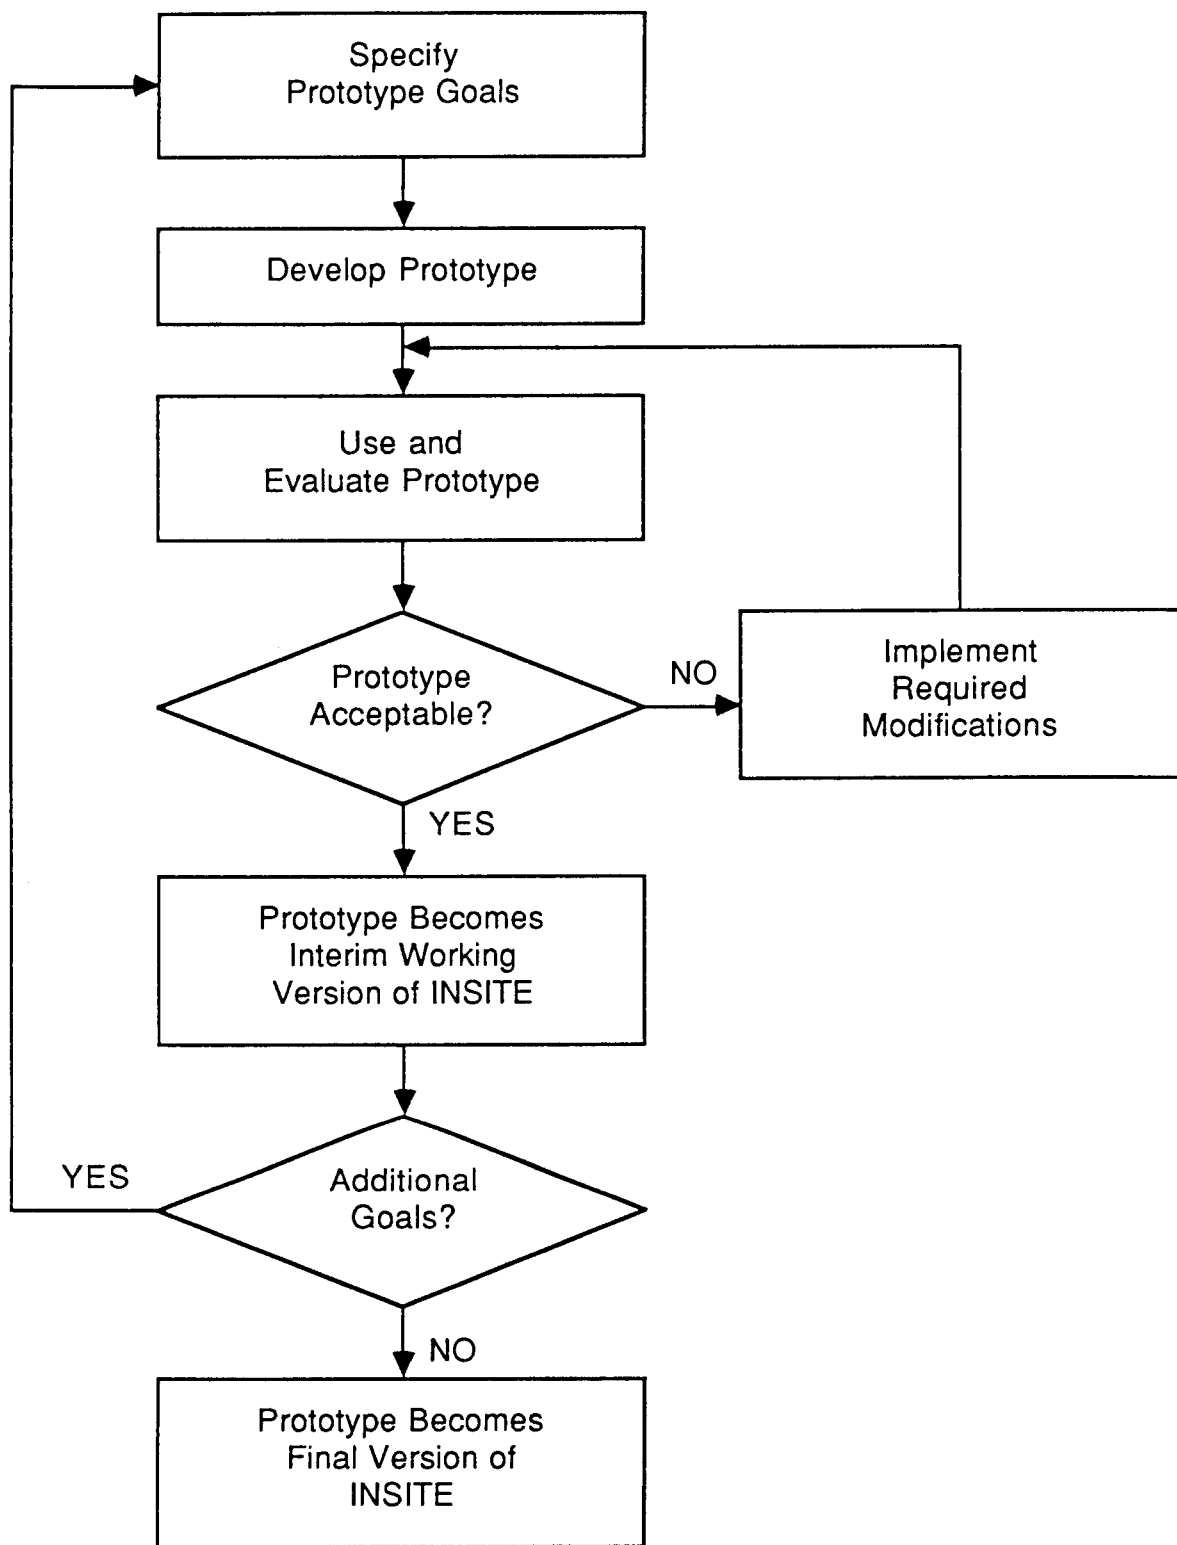 Specify
Prototype Goals
Develop Prototype
Use and
Evaluate Prototype
Prototype
Acceptable?
NO
Implement
Required
Modifications
YES
Prototype Becomes
Interim Working
Version of INSITE
YES
Additional
Goals?
NO
Prototype Becomes
Final Version of
INSITE